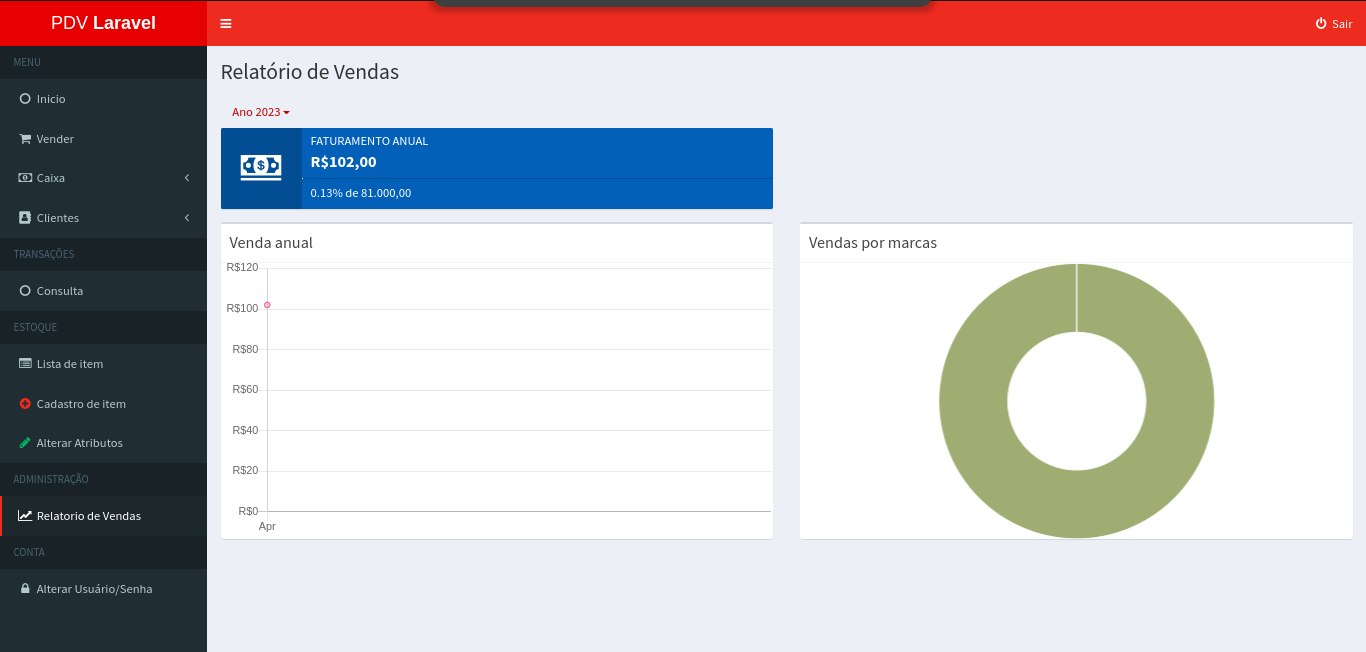 PDV Laravel
Sair
MENU
Inicio
Vender
Caixa
Clientes
TRANSAÇÕES
Consulta
ESTOQUE
Lista de item
Cadastro de item
Alterar Atributos
ADMINISTRAÇÃO
Relatorio de Vendas
CONTA
Alterar Usuário/Senha
Relatório de Vendas
Ano 2023
FATURAMENTO ANUAL
R$102,00
0.13% de 81.000,00
Venda anual
R$120
R$100
R$80
R$60
R$40
R$20
R$0
Apr
Vendas por marcas